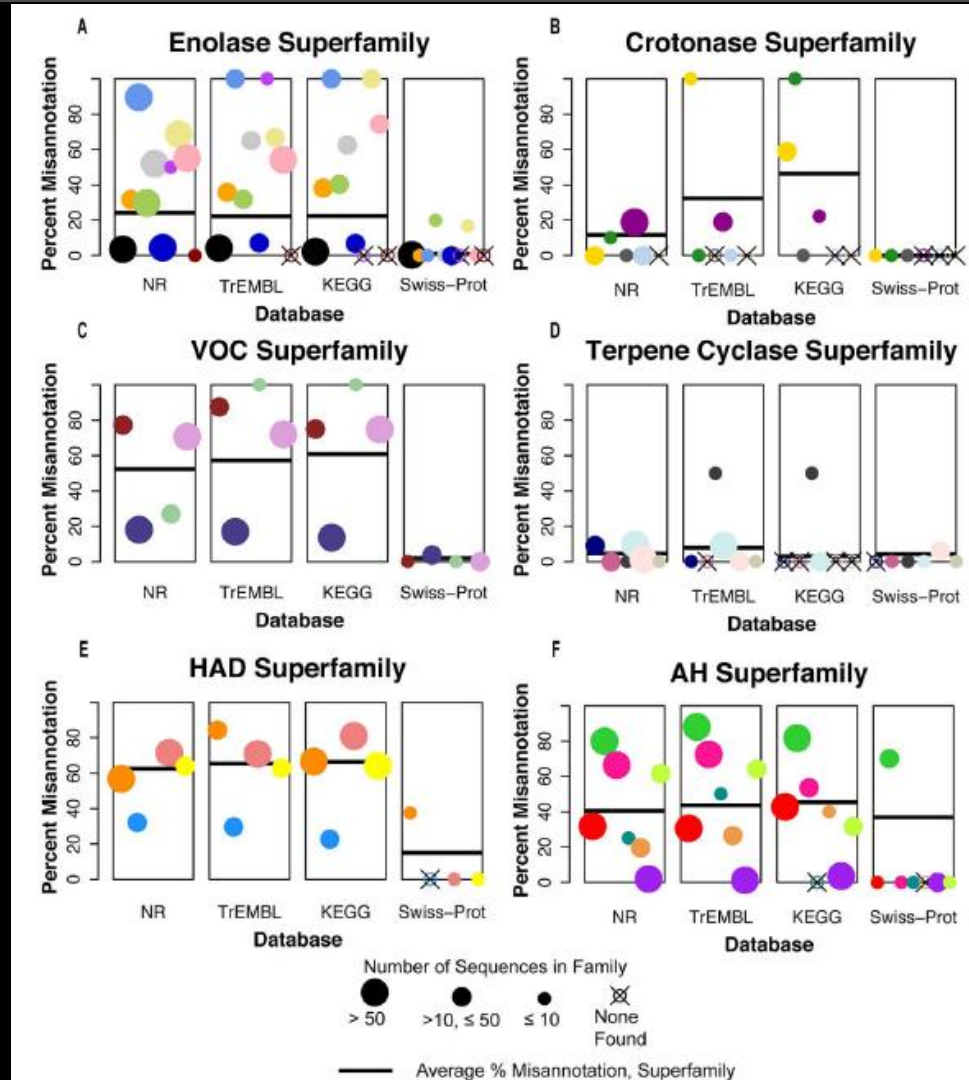 A
Enolase Superfamily
Percent Misannotation
0 20 40 60 80
NR TrEMBL KEGG Swiss-Prot
Database
B
Crotonase Superfamily
Percent Misannotation
0 20 40 60 80
NR TrEMBL KEGG Swiss-Prot
Database
C
VOC Superfamily
Percent Misannotation
0 20 40 60 80
NR TrEMBL KEGG Swiss-Prot
Database
D
Terpene Cyclase Superfamily
Percent Misannotation
0 20 40 60 80
NR TrEMBL KEGG Swiss-Prot
Database
E
HAD Superfamily
Percent Misannotation
0 20 40 60 80
NR TrEMBL KEGG Swiss-Prot
Database
F
AH Superfamily
Percent Misannotation
0 20 40 60 80
NR TrEMBL KEGG Swiss-Prot
Database
Number of Sequences in Family
> 50 >10, ≤ 50 ≤ 10 None
Found
Average % Misannotation, Superfamily